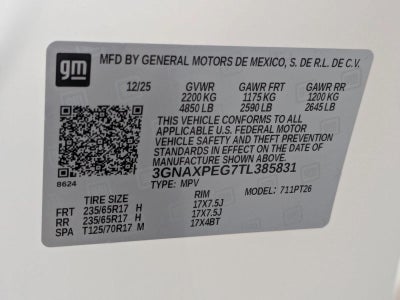 gm
MFD BY GENERAL MOTORS DE MEXICO, S. DE R.L. DE C.V.
12/25 GVWR GAWR FRT GAWR RR
2200 KG 1175 KG 1200 KG
4850 LB 2590 LB 2645 LB
THIS VEHICLE CONFORMS TO ALL
APPLICABLE U.S. FEDERAL MOTOR
VEHICLE SAFETY AND THEFT PREVENTION
STANDARDS IN EFFECT ON THE DATE OF
MANUFACTURE SHOWN ABOVE.
3GNAXPEG7TL385831
8624 TYPE: MPV MODEL: 711PT26
TIRE SIZE RIM
FRT 235/65R17 H 17X7.5J
RR 235/65R17 H 17X7.5J
SPA T125/70R17 M 17X4BT